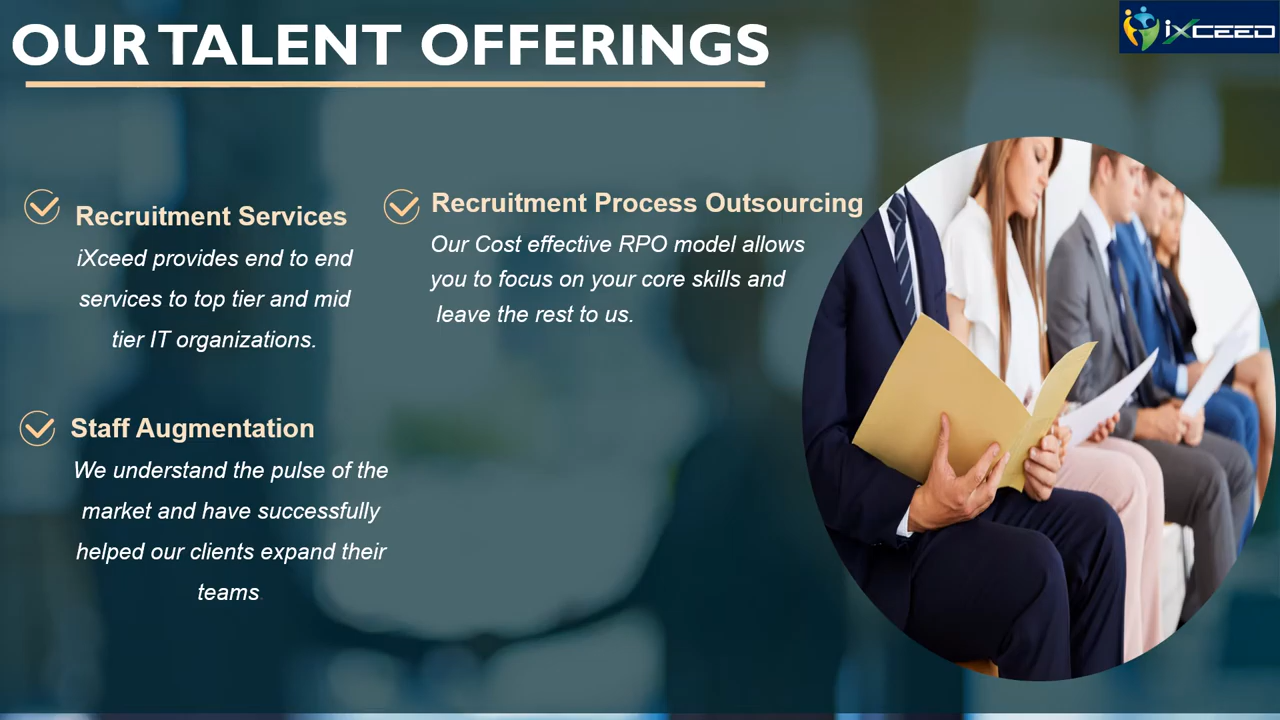 OUR TALENT OFFERINGS
iXCEED
Recruitment Services
iXceed provides end to end
services to top tier and mid
tier IT organizations.
Recruitment Process Outsourcing
Our Cost effective RPO model allows
you to focus on your core skills and
leave the rest to us.
Staff Augmentation
We understand the pulse of the
market and have successfully
helped our clients expand their
teams